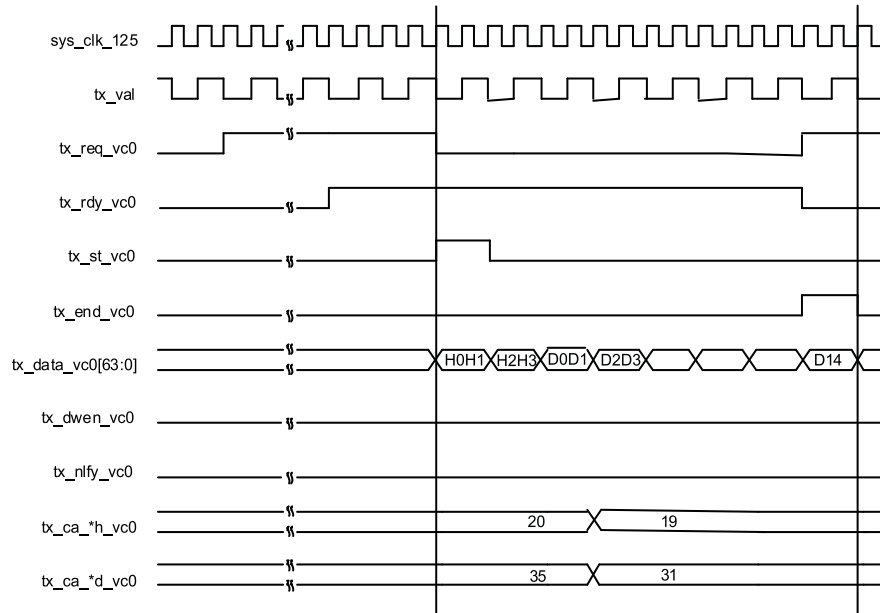 sys_clk_125
tx_val
tx_req_vc0
tx_rdy_vc0
tx_st_vc0
tx_end_vc0
tx_data_vc0[63:0] H0H1 H2H3 D0D1 D2D3 D14
tx_dwen_vc0
tx_nlfy_vc0
tx_ca_*h_vc0 20 19
tx_ca_*d_vc0 35 31